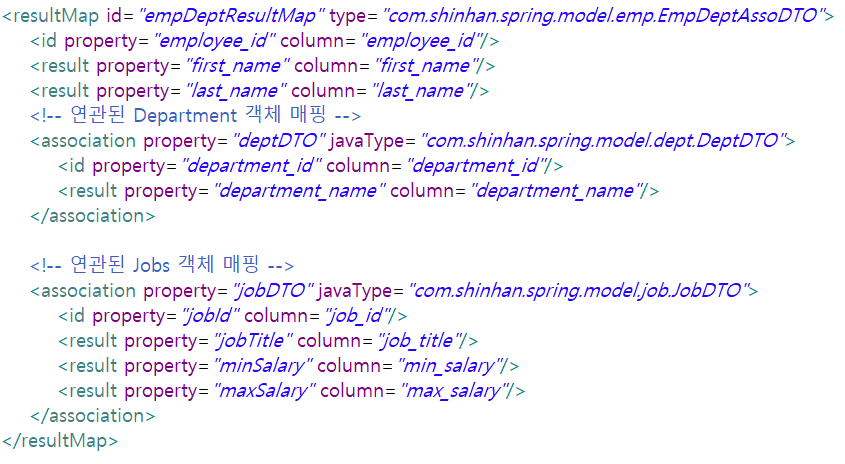 <resultMap id="empDeptResultMap" type="com.shinhan.spring.model.emp.EmpDeptAssoDTO">
<id property="employee_id" column="employee_id"/>
<result property="first_name" column="first_name"/>
<result property="last_name" column="last_name"/>
<!-- 연관된 Department 객체 매핑 -->
<association property="deptDTO" javaType="com.shinhan.spring.model.dept.DeptDTO">
<id property="department_id" column="department_id"/>
<result property="department_name" column="department_name"/>
</association>
<!-- 연관된 Jobs 객체 매핑 -->
<association property="jobDTO" javaType="com.shinhan.spring.model.job.JobDTO">
<id property="jobId" column="job_id"/>
<result property="jobTitle" column="job_title"/>
<result property="minSalary" column="min_salary"/>
<result property="maxSalary" column="max_salary"/>
</association>
</resultMap>